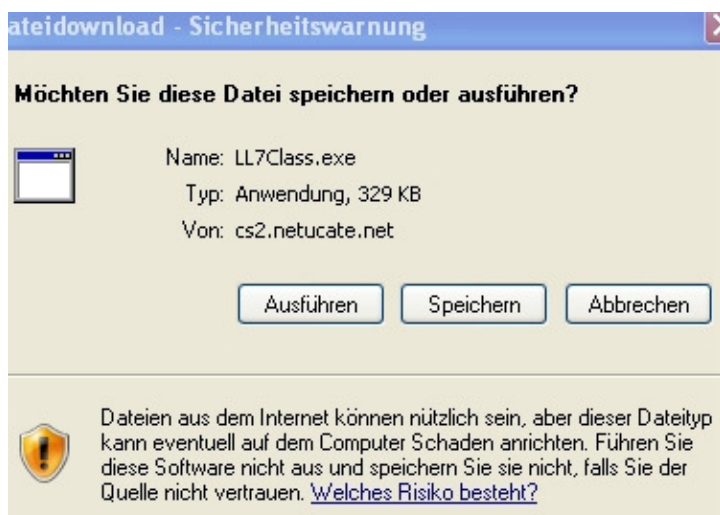 ateidownload - Sicherheitswarnung
Möchten Sie diese Datei speichern oder ausführen?
Name: LL7Class.exe
Typ: Anwendung, 329 KB
Von: cs2.netucate.net
Ausführen Speichern Abbrechen
Dateien aus dem Internet können nützlich sein, aber dieser Dateityp
kann eventuell auf dem Computer Schaden anrichten. Führen Sie
diese Software nicht aus und speichern Sie sie nicht, falls Sie der
Quelle nicht vertrauen. Welches Risiko besteht?